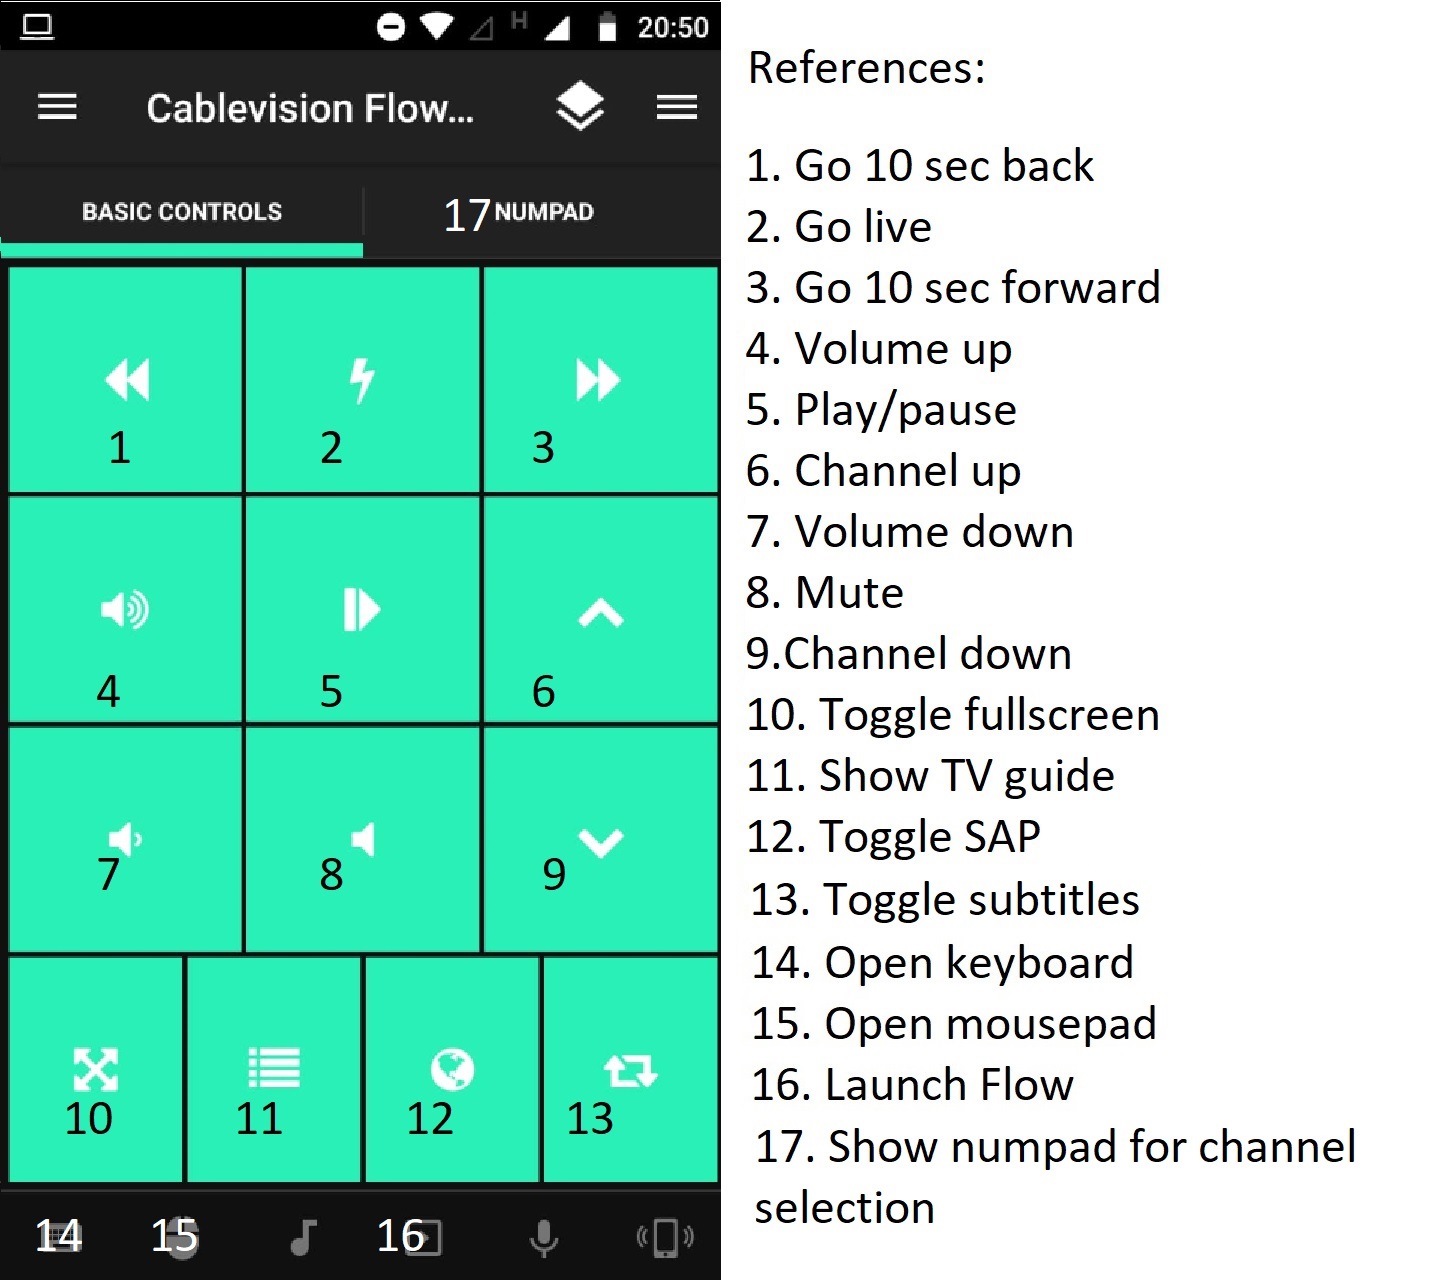 H 20:50
Cablevision Flow...
BASIC CONTROLS 17 NUMPAD
1 2 3
4 5 6
7 8 9
10 11 12 13
14 15 16
References:
1. Go 10 sec back
2. Go live
3. Go 10 sec forward
4. Volume up
5. Play/pause
6. Channel up
7. Volume down
8. Mute
9.Channel down
10. Toggle fullscreen
11. Show TV guide
12. Toggle SAP
13. Toggle subtitles
14. Open keyboard
15. Open mousepad
16. Launch Flow
17. Show numpad for channel
selection